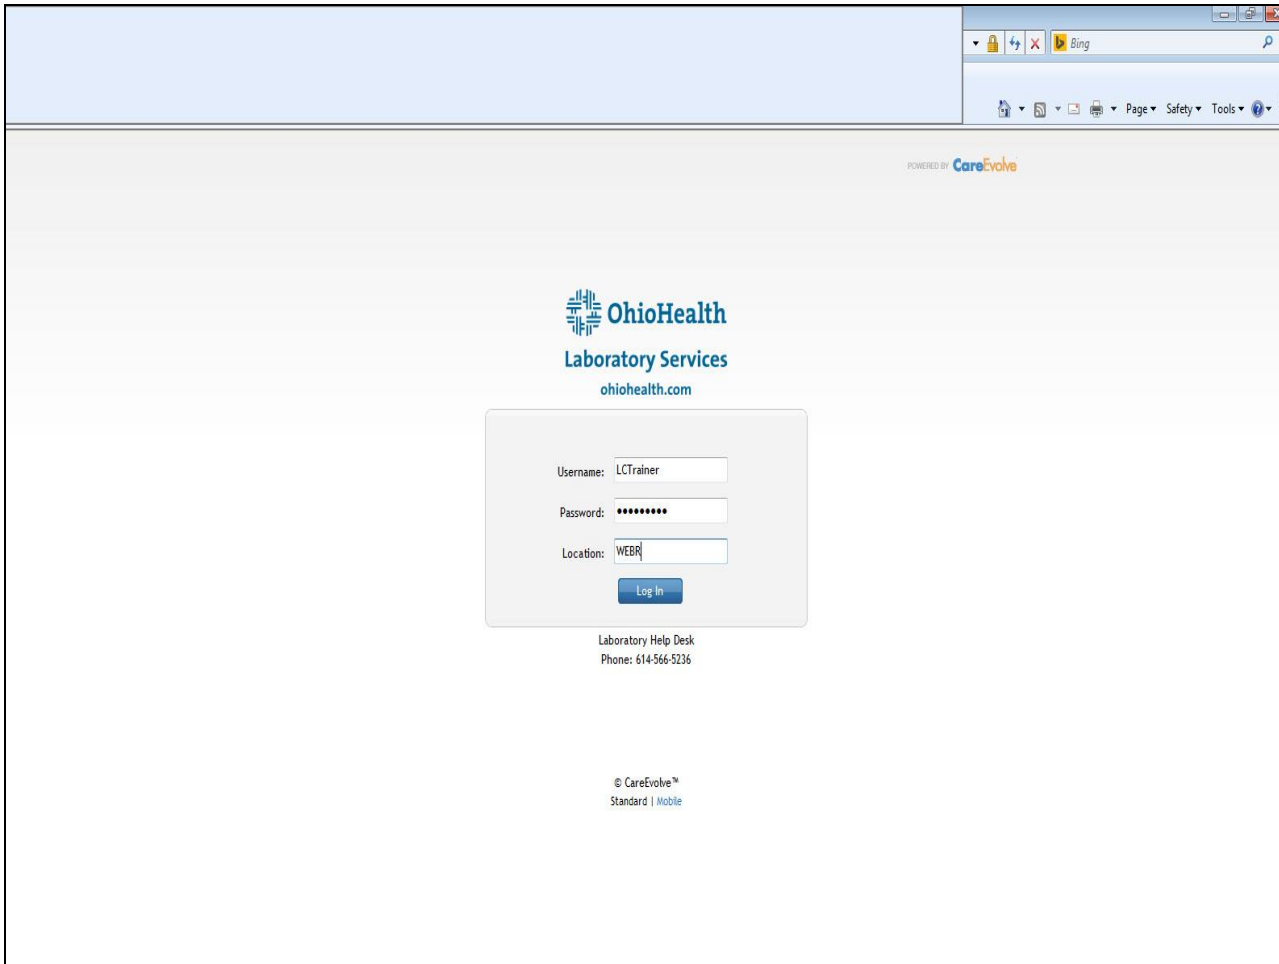 Bing
Page Safety Tools
POWERED BY CareEvolve
OhioHealth
Laboratory Services
ohiohealth.com
Username: LCTrainer
Password: •••••••••
Location: WEBR
Log In
Laboratory Help Desk
Phone: 614-566-5236
© CareEvolve™
Standard | Mobile